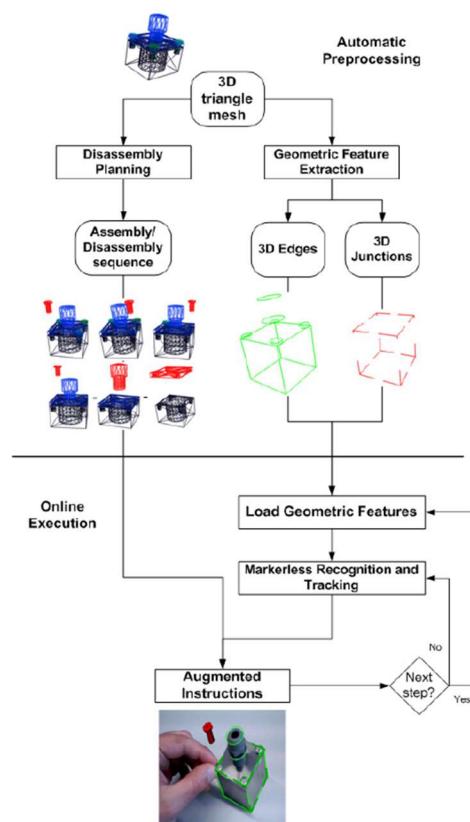 Automatic
Preprocessing
3D
triangle
mesh
Disassembly
Planning
Geometric Feature
Extraction
Assembly/
Disassembly
sequence
3D Edges
3D
Junctions
Online
Execution
Load Geometric Features
Markerless Recognition and
Tracking
No
Augmented
Instructions
Next
step?
Yes